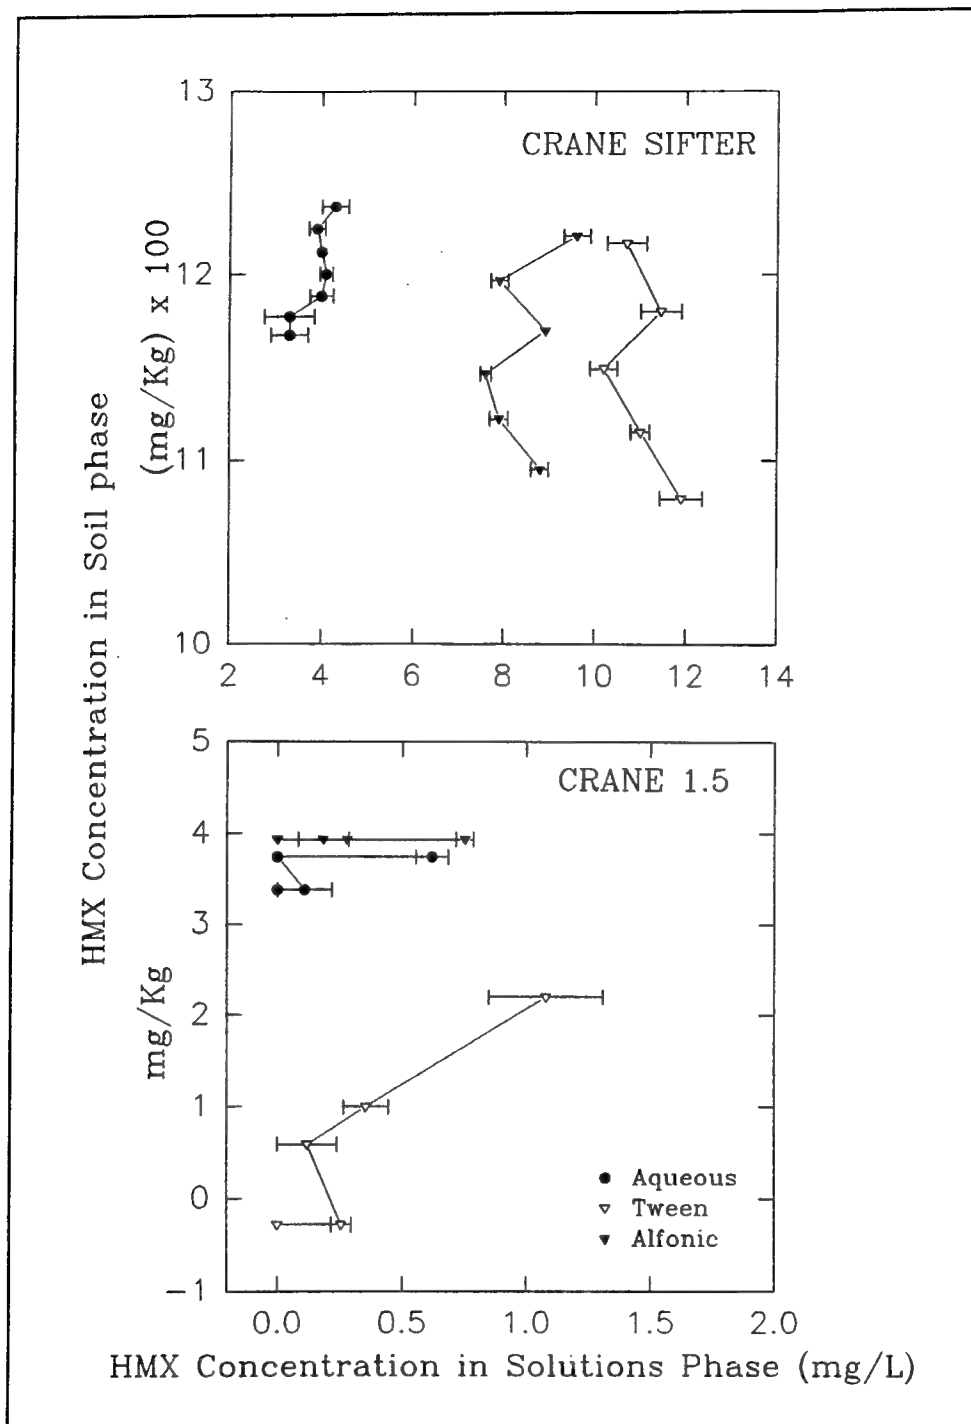 CRANE SIFTER
13
12
11
10
2 4 6 8 10 12 14
(mg/Kg) x 100
HMX Concentration in Soil phase
CRANE 1.5
5
4
3
2
1
0
−1
mg/Kg
Aqueous
Tween
Alfonic
0.0 0.5 1.0 1.5 2.0
HMX Concentration in Solutions Phase (mg/L)